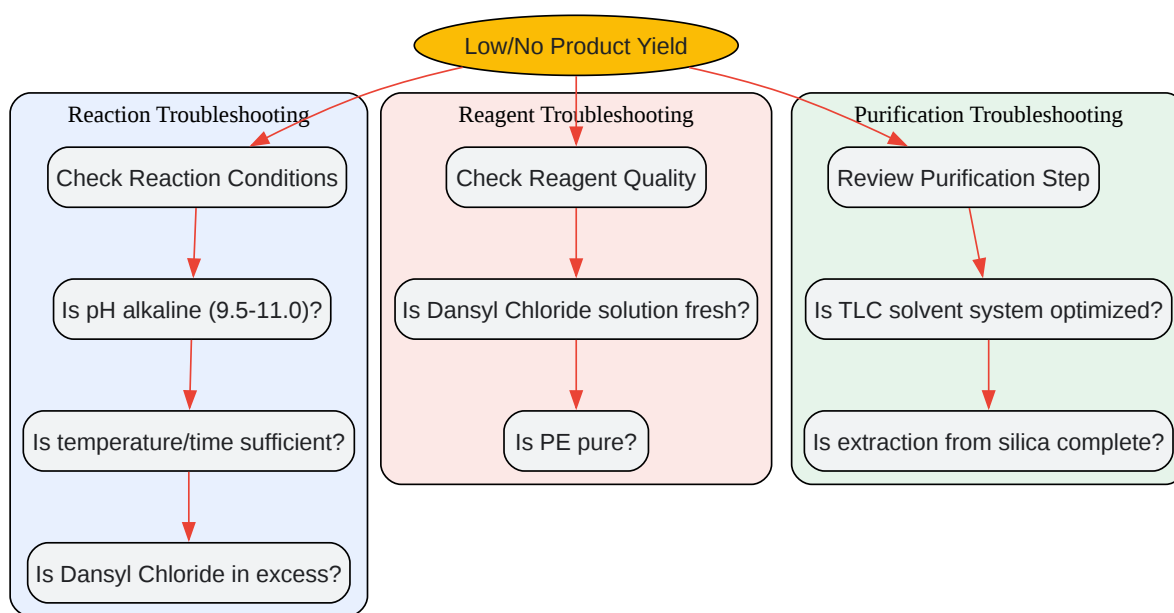 Low/No Product Yield
Reaction Troubleshooting
Check Reaction Conditions
Is pH alkaline (9.5-11.0)?
Is temperature/time sufficient?
Is Dansyl Chloride in excess?
Reagent Troubleshooting
Check Reagent Quality
Is Dansyl Chloride solution fresh?
Is PE pure?
Purification Troubleshooting
Review Purification Step
Is TLC solvent system optimized?
Is extraction from silica complete?